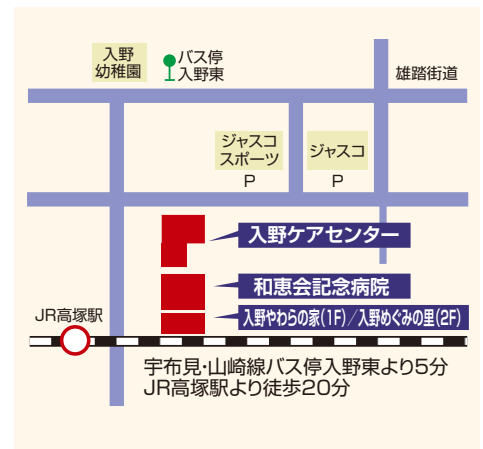 入野
幼稚園
バス停
入野東
雄踏街道
ジャスコ
スポーツ
P
ジャスコ
P
入野ケアセンター
和恵会記念病院
入野やわらの家(1F)／入野めぐみの里(2F)
JR高塚駅
宇布見・山崎線バス停入野東より5分
JR高塚駅より徒歩20分